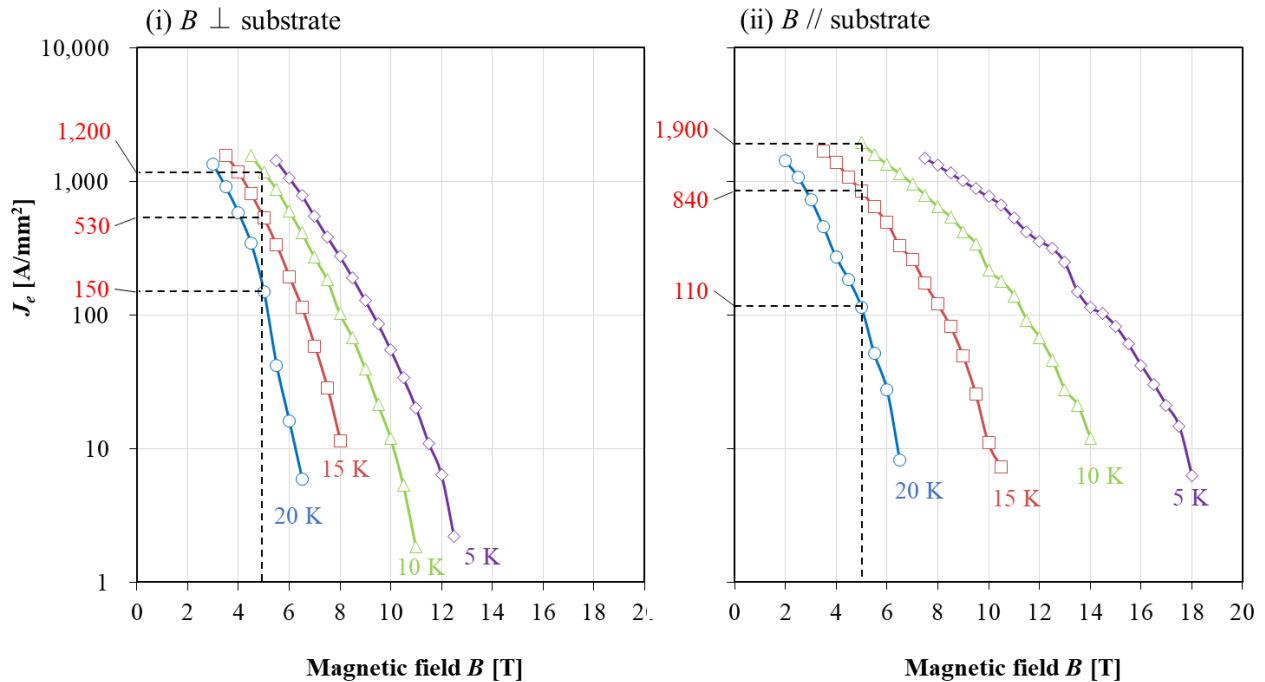 (i) B ⊥ substrate
10,000
1,200
1,000
530
150
100
10
1
Jₑ [A/mm²]
20 K
15 K
10 K
5 K
0 2 4 6 8 10 12 14 16 18 20
Magnetic field B [T]
(ii) B // substrate
1,900
840
110
20 K
15 K
10 K
5 K
0 2 4 6 8 10 12 14 16 18 20
Magnetic field B [T]